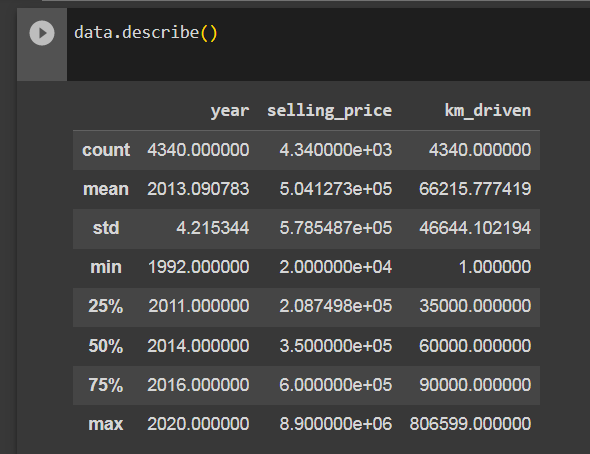 data.describe()
year selling_price km_driven
count 4340.000000 4.340000e+03 4340.000000
mean 2013.090783 5.041273e+05 66215.777419
std 4.215344 5.785487e+05 46644.102194
min 1992.000000 2.000000e+04 1.000000
25% 2011.000000 2.087498e+05 35000.000000
50% 2014.000000 3.500000e+05 60000.000000
75% 2016.000000 6.000000e+05 90000.000000
max 2020.000000 8.900000e+06 806599.000000